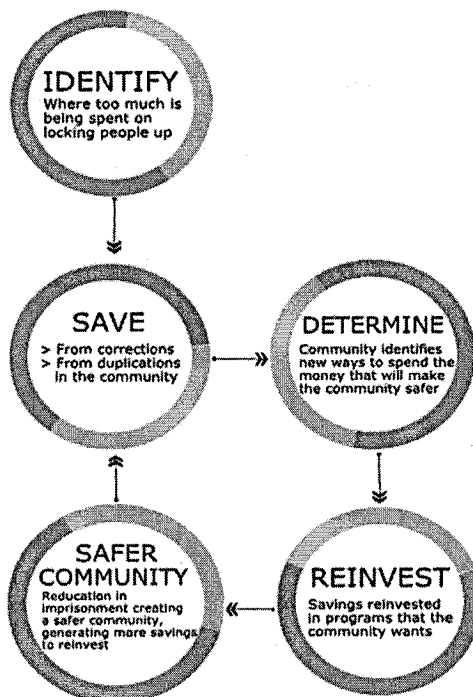 IDENTIFY
Where too much is
being spent on
locking people up
SAVE
> From corrections
> From duplications
in the community
DETERMINE
Community identifies
new ways to spend the
money that will make
the community safer
REINVEST
Savings reinvested
in programs that the
community wants
SAFER
COMMUNITY
Reducation in
imprisonment creating
a safer community,
generating more savings
to reinvest